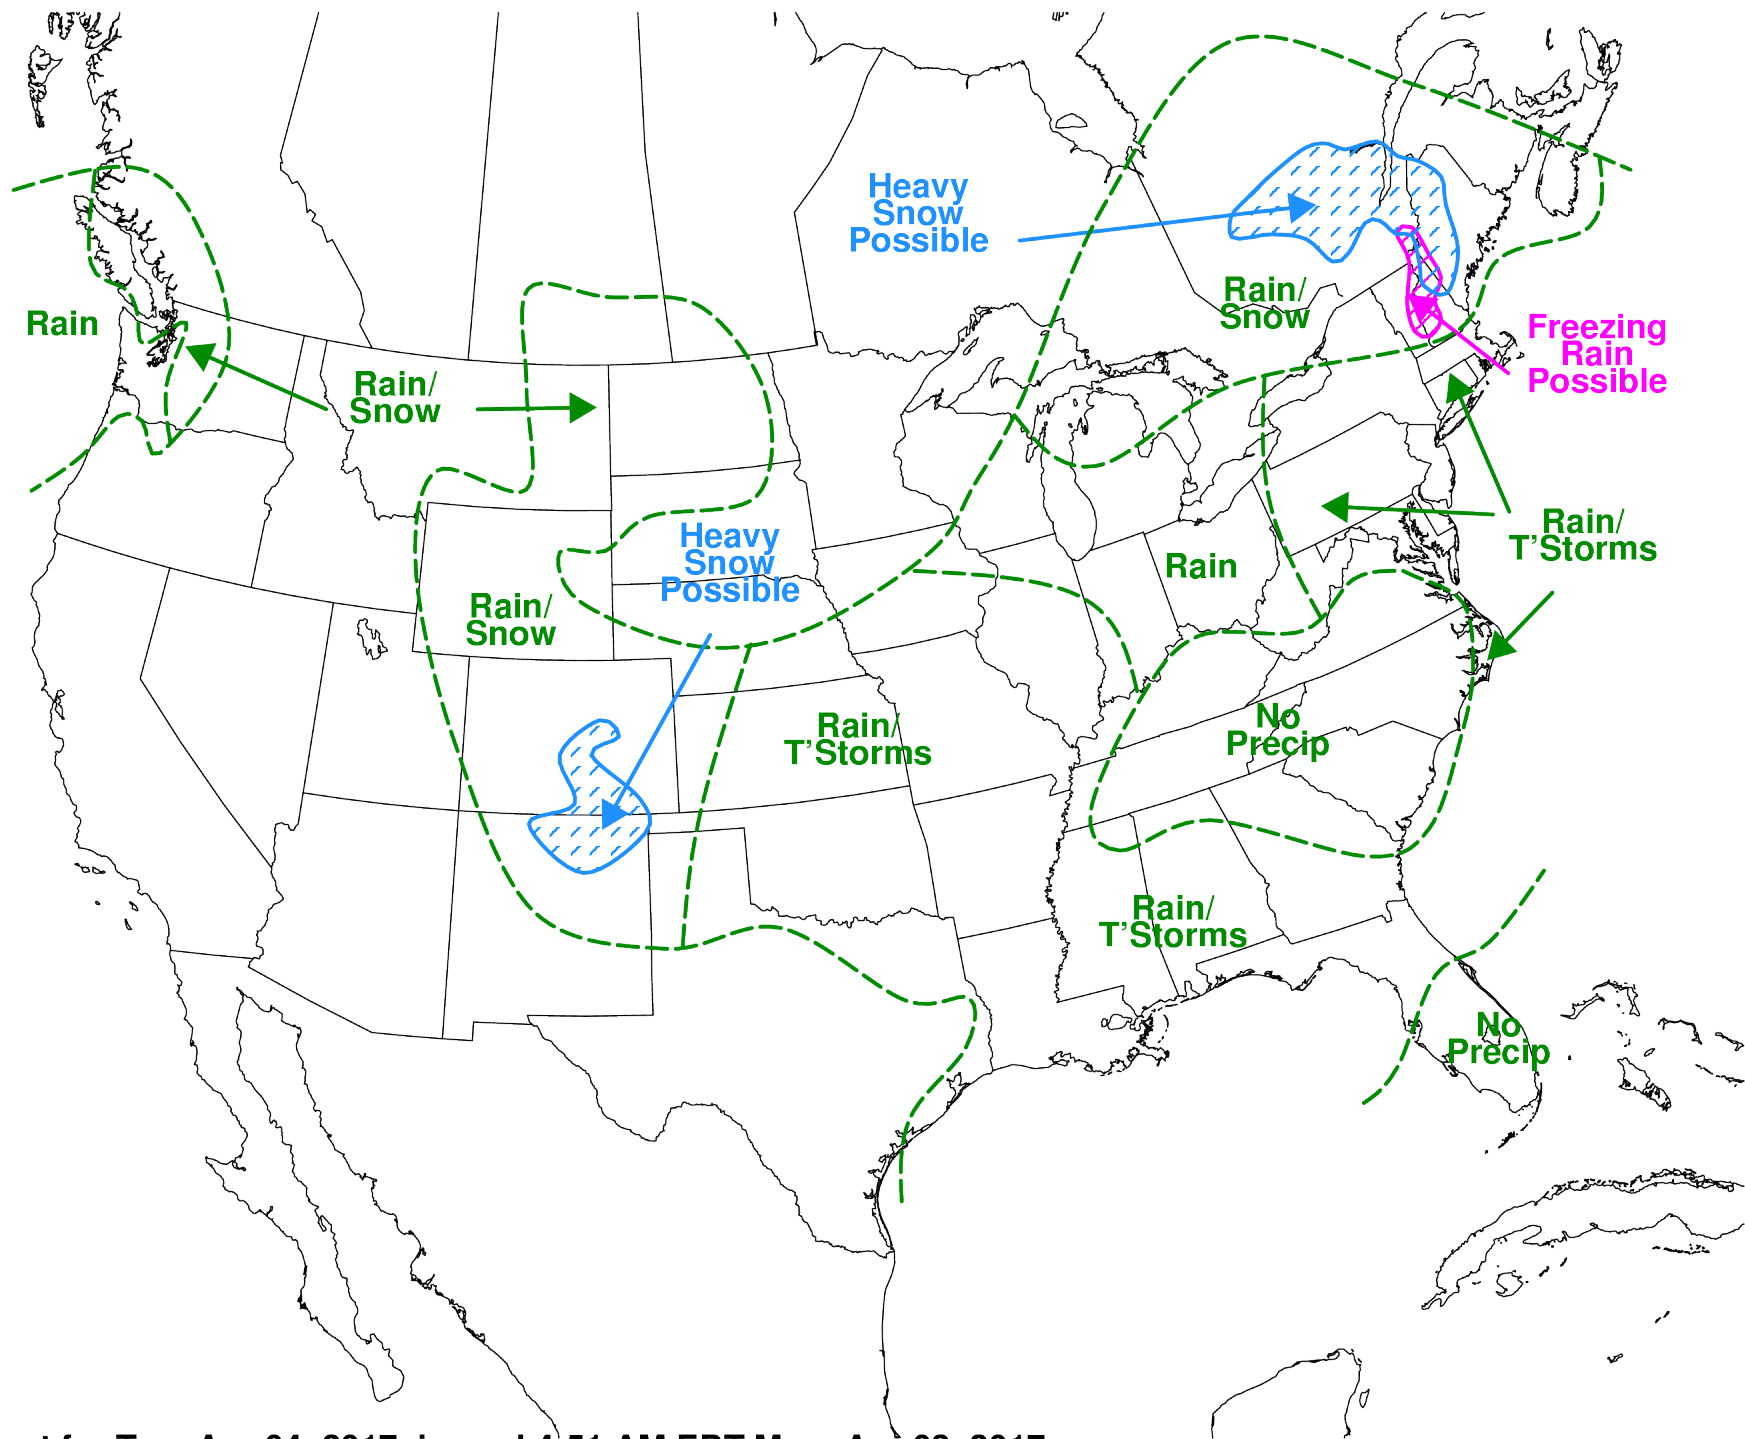 Heavy
Snow
Possible
Rain/
Snow
Rain
Freezing
Rain
Possible
Rain/
Snow
Rain/
T'Storms
Heavy
Snow
Possible
Rain
Rain/
Snow
Rain/
T'Storms
No
Precip
Rain/
T'Storms
No
Precip